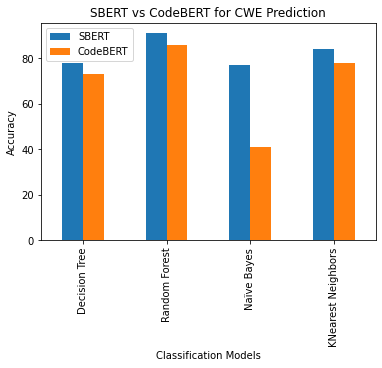 SBERT vs CodeBERT for CWE Prediction
SBERT
CodeBERT
Accuracy
80
60
40
20
0
Decision Tree
Random Forest
Naïve Bayes
KNearest Neighbors
Classification Models